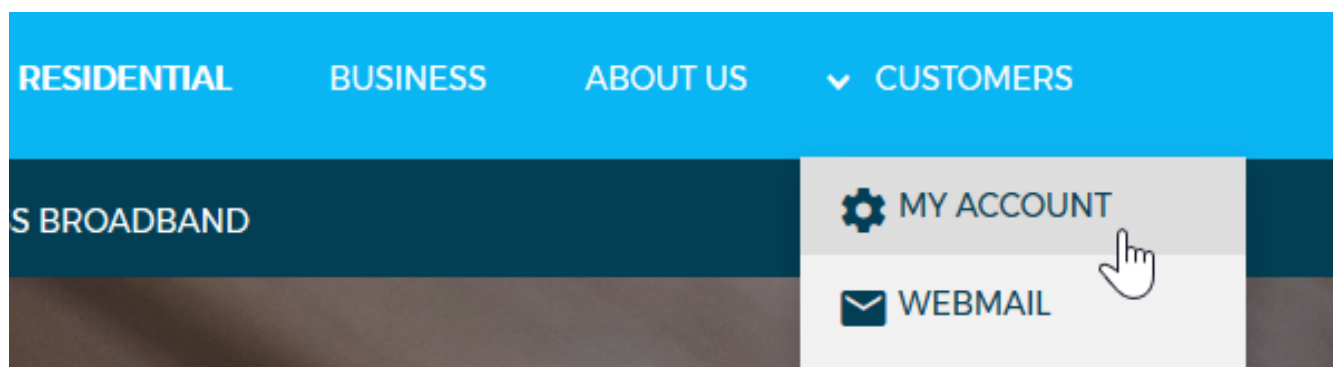 RESIDENTIAL BUSINESS ABOUT US CUSTOMERS
MY ACCOUNT
S BROADBAND
WEBMAIL